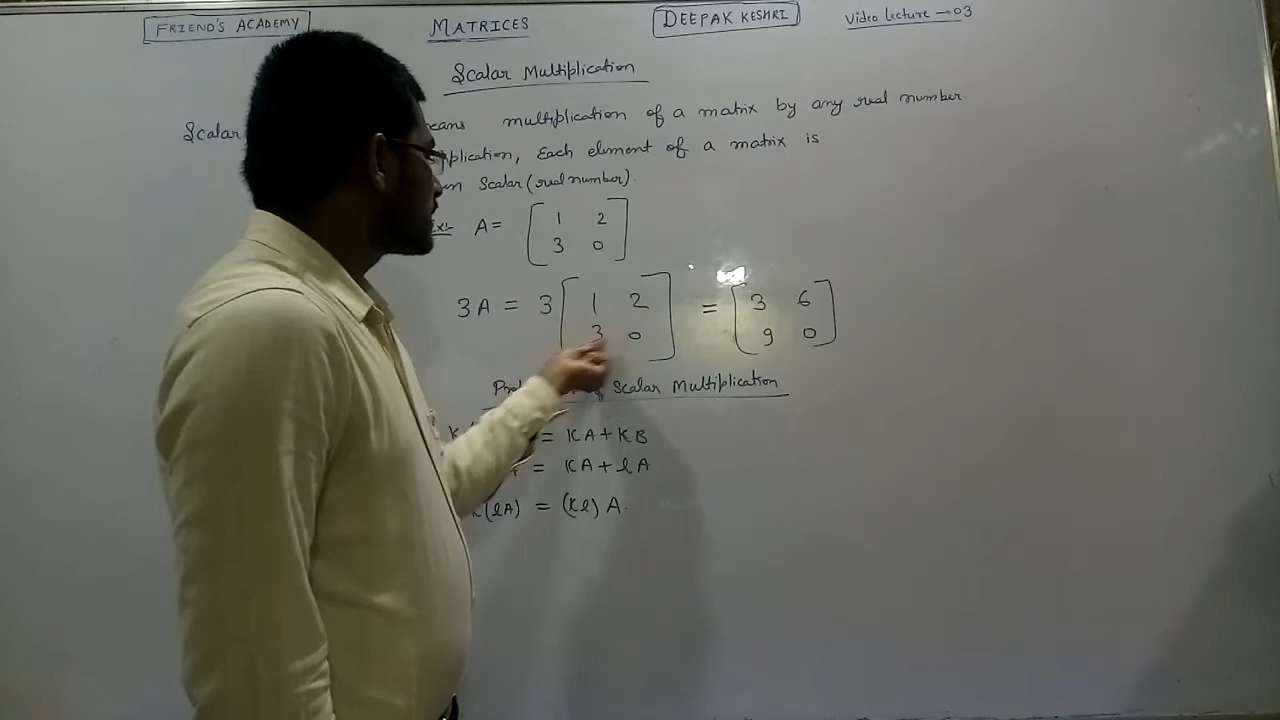 FRIEND'S ACADEMY MATRICES DEEPAK KESHRI Video Lecture → 03
Scalar Multiplication
Scalar multiplication of a matrix by any real number
Each element of a matrix is
Scalar (real number).
A = [ 1 2
3 0 ]
3A = 3 [ 1 2 = [ 3 6
3 0 ] 9 0 ]
Scalar Multiplication
= KA + KB
= KA + lA
(lA) = (Kl) A.